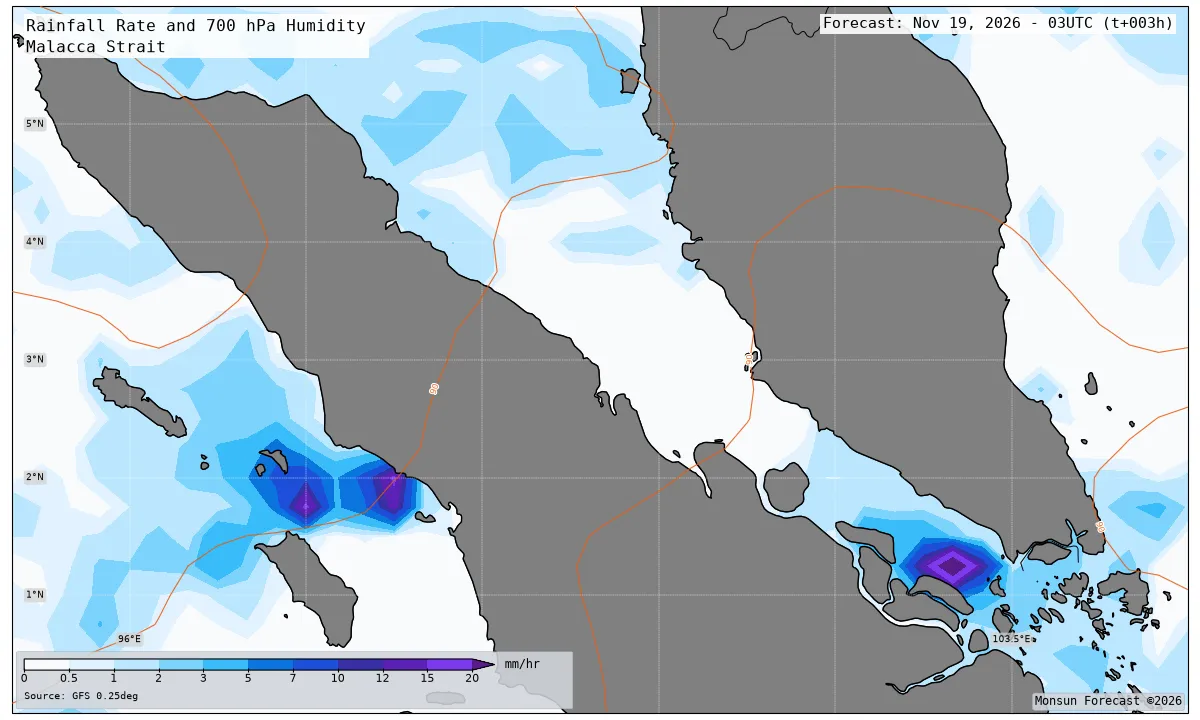 Rainfall Rate and 700 hPa Humidity
Malacca Strait
Forecast: Nov 19, 2026 - 03UTC (t+003h)
5°N
4°N
3°N
2°N
1°N
96°E
103.5°E
mm/hr
0 0.5 1 2 3 5 7 10 12 15 20
Source: GFS 0.25deg
Monsun Forecast ©2026